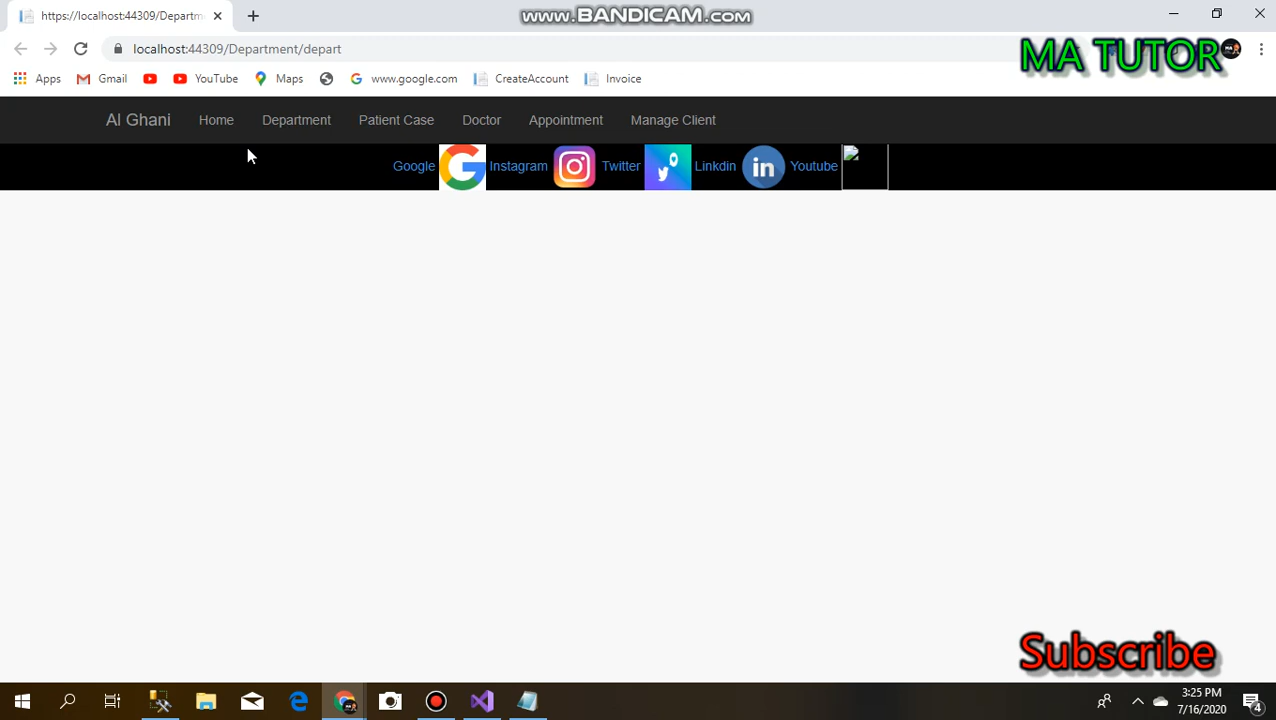 https://localhost:44309/Departm
www.BANDICAM.com
localhost:44309/Department/depart
MA TUTOR
Apps
Gmail
YouTube
Maps
www.google.com
CreateAccount
Invoice
Al Ghani
Home
Department
Patient Case
Doctor
Appointment
Manage Client
Google
Instagram
Twitter
Linkdin
in
Youtube
Subscribe
3:25 PM
7/16/2020
4